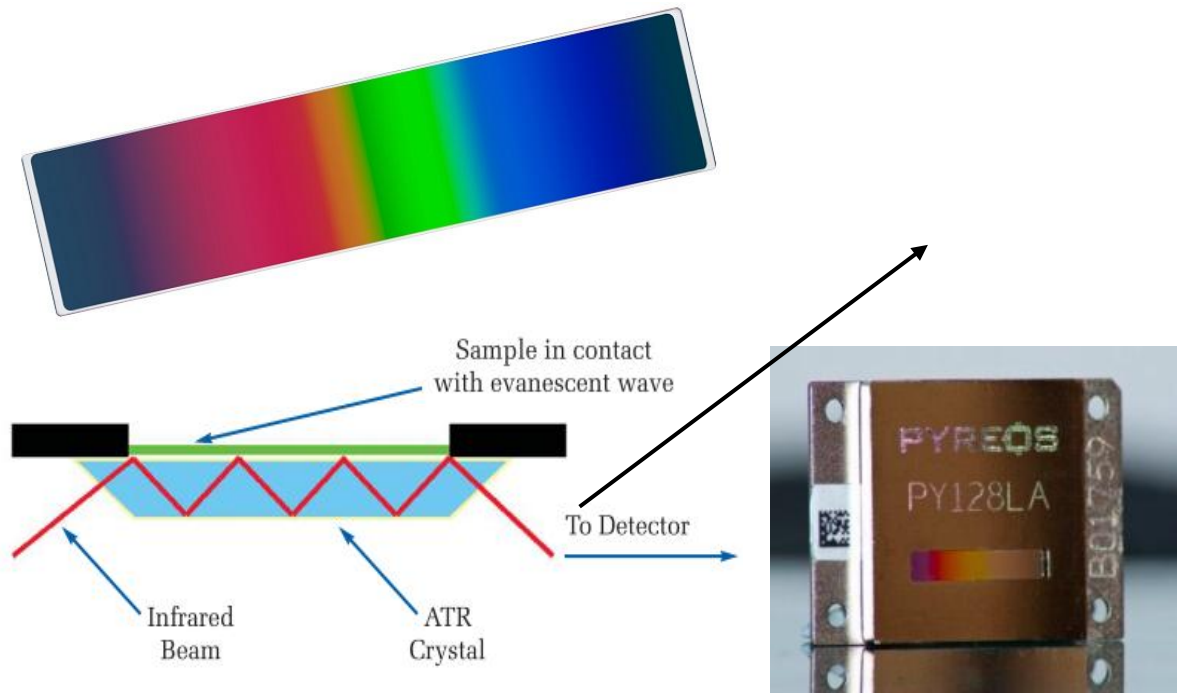 Sample in contact
with evanescent wave
To Detector
Infrared
Beam
ATR
Crystal
PYREOS
PY128LA
B01759